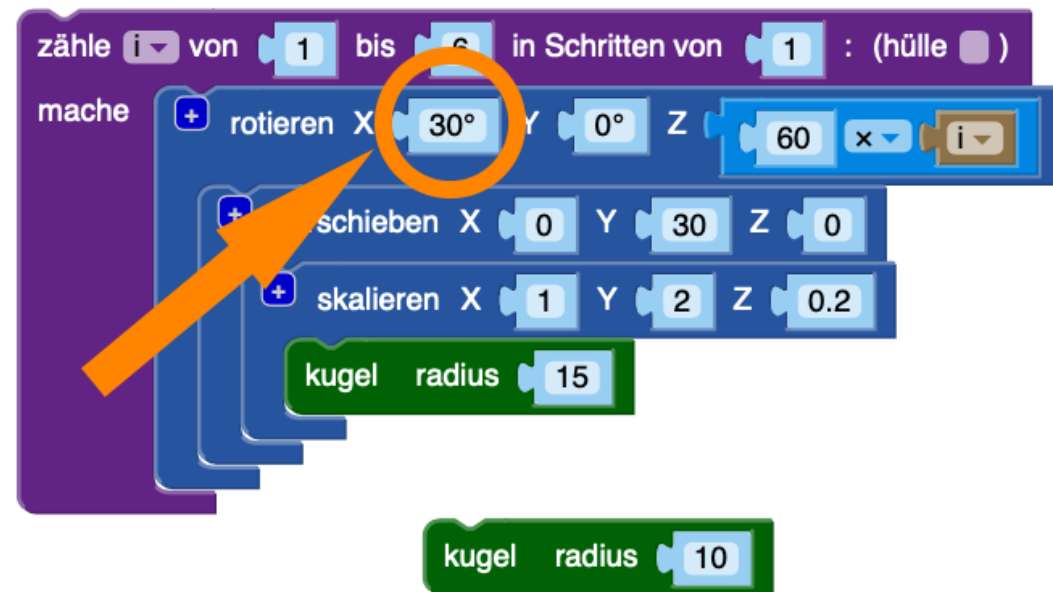 zähle i von 1 bis 6 in Schritten von 1 : (hülle )
mache + rotieren X 30° Y 0° Z 60 × i
+ schieben X 0 Y 30 Z 0
+ skalieren X 1 Y 2 Z 0.2
kugel radius 15
kugel radius 10